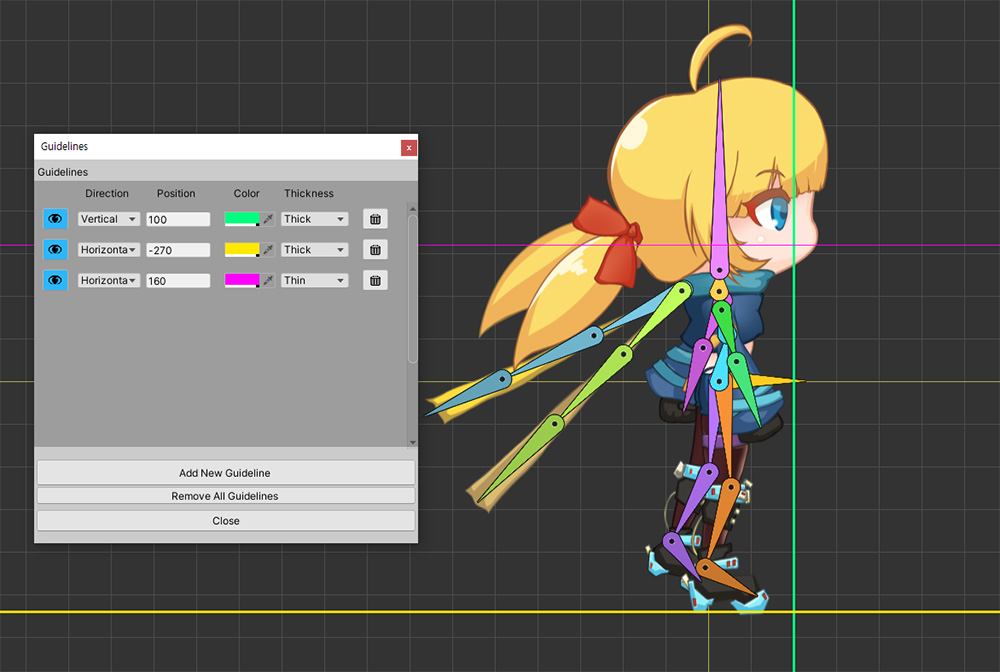 Guidelines
x
Guidelines
Direction Position Color Thickness
Vertical 100 Thick
Horizonta -270 Thick
Horizonta 160 Thin
Add New Guideline
Remove All Guidelines
Close